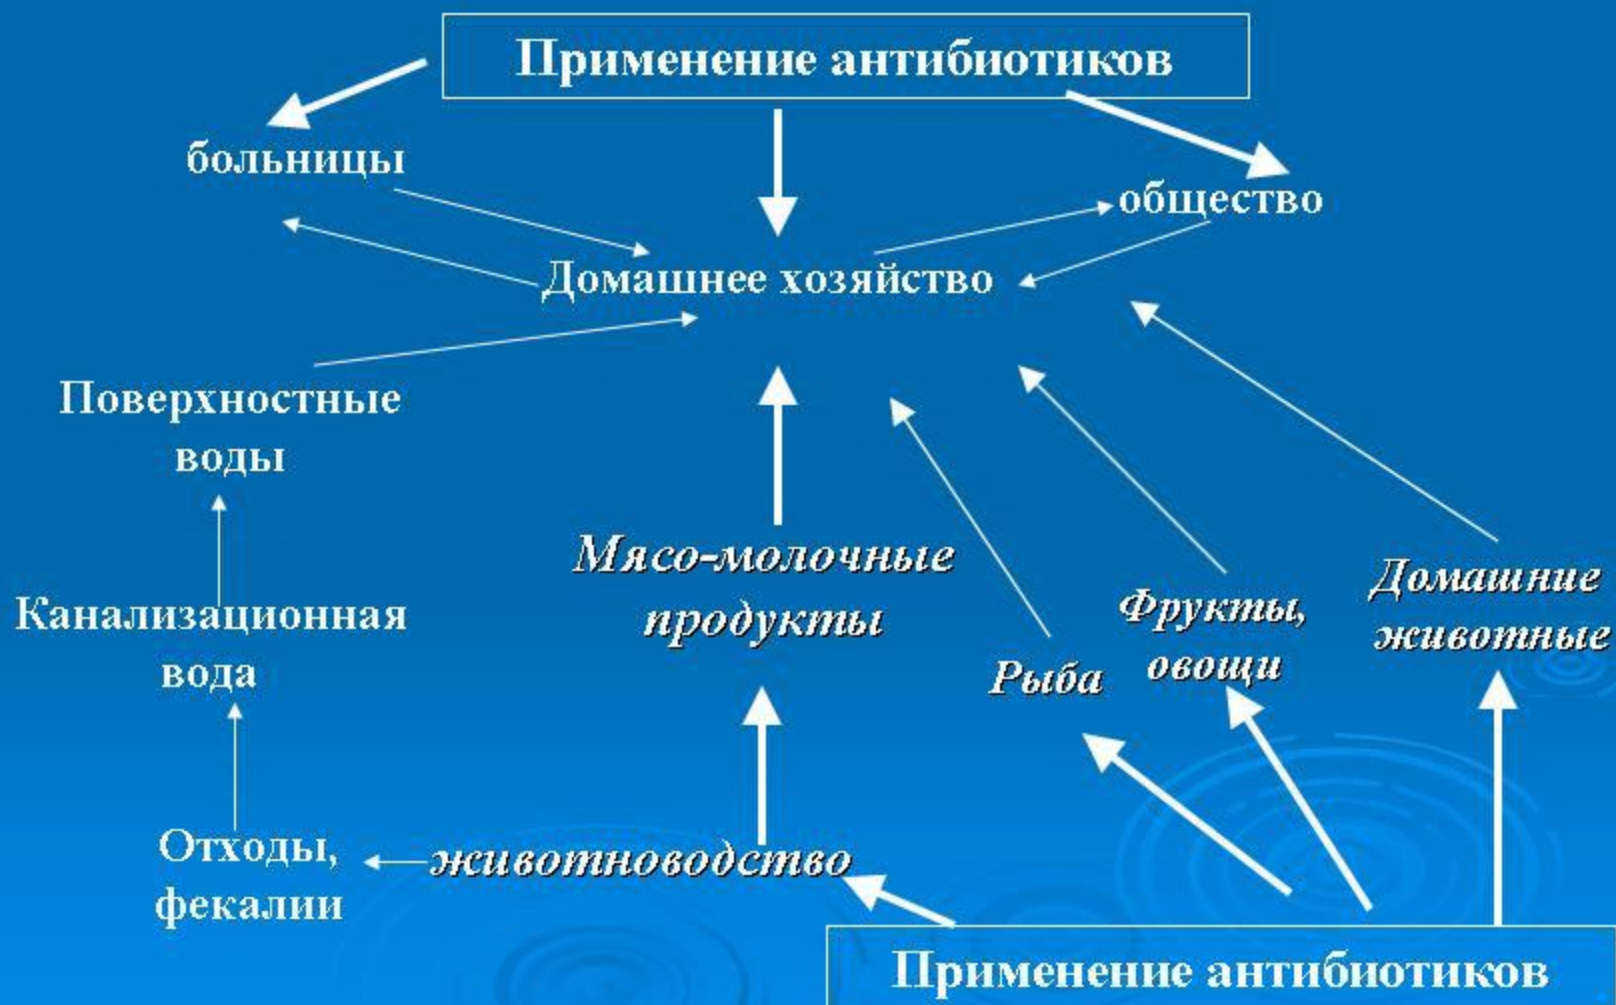 Применение антибиотиков
больницы
общество
Домашнее хозяйство
Поверхностные
воды
Мясо-молочные
продукты
Домашние
животные
Фрукты,
овощи
Рыба
Канализационная
вода
Отходы,
фекалии
животноводство
Применение антибиотиков